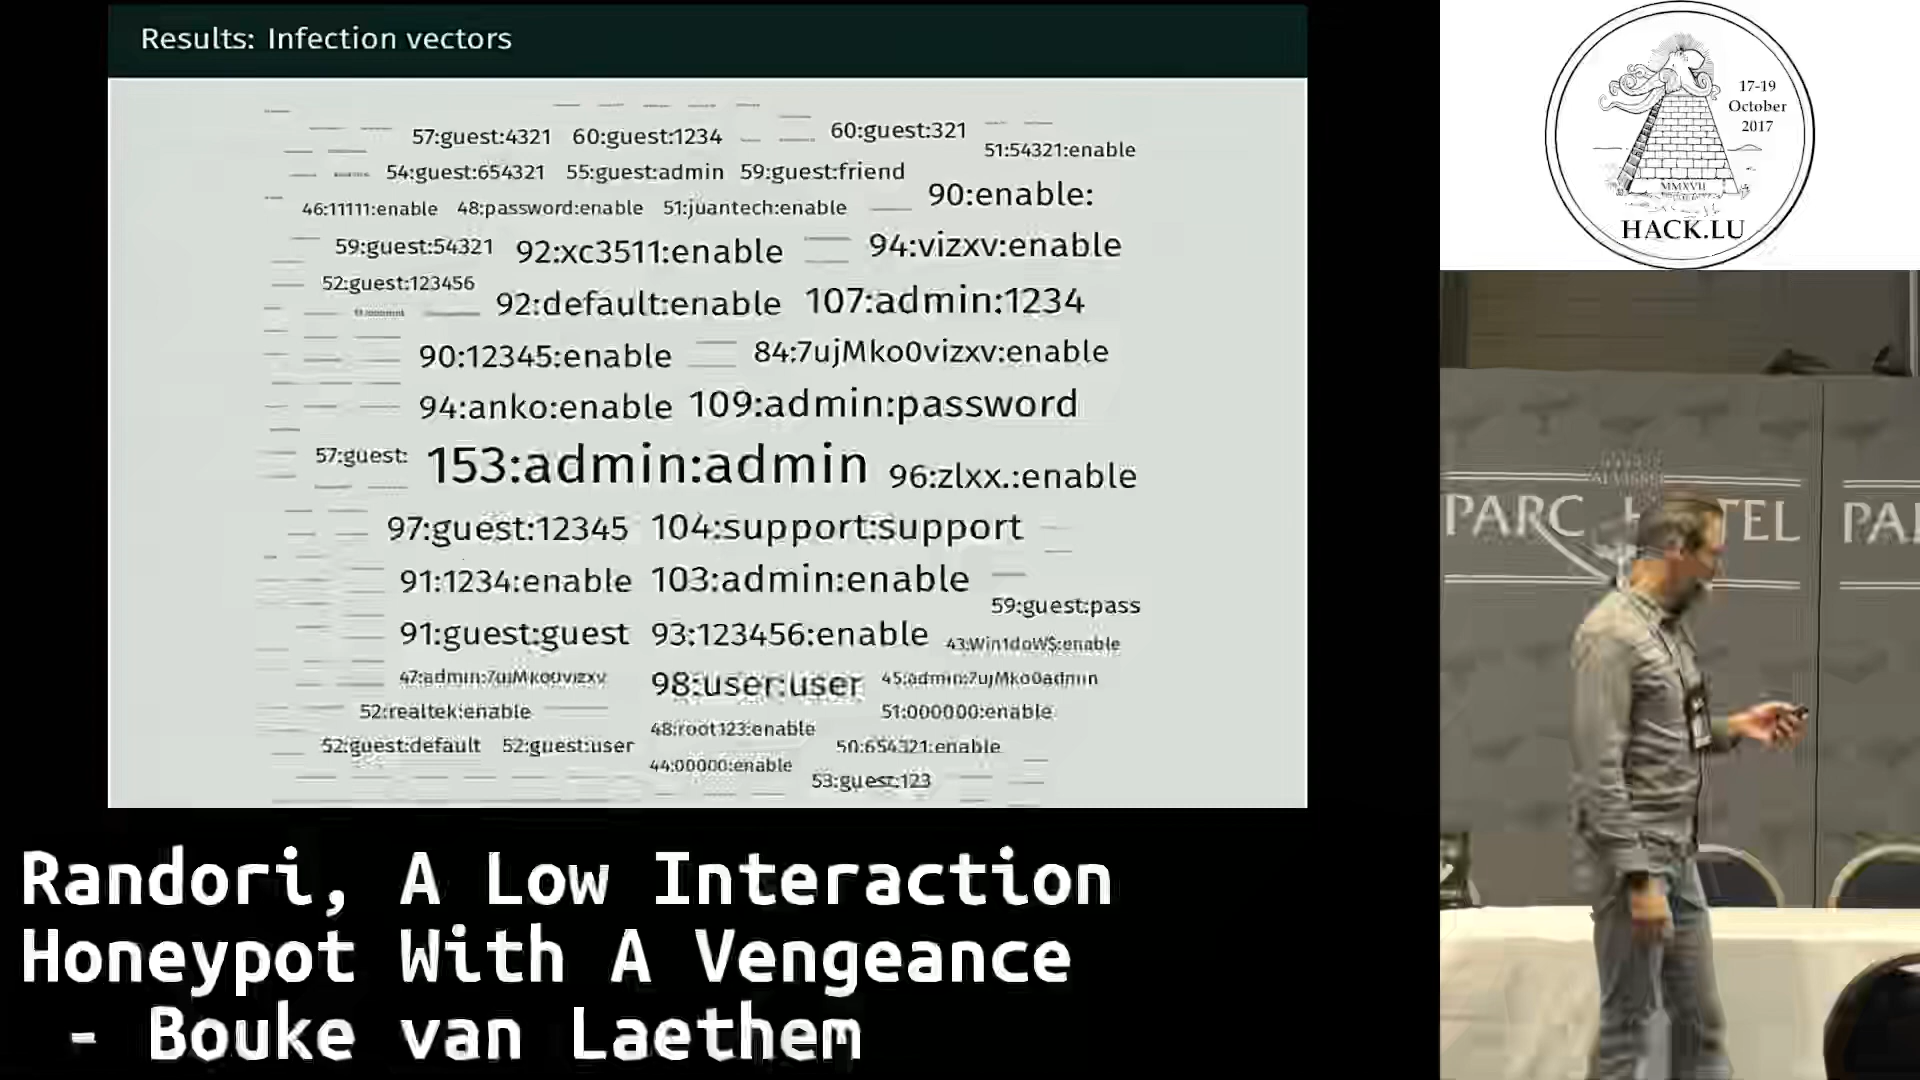 Results: Infection vectors
57:guest:4321 60:guest:1234 60:guest:321
51:54321:enable
54:guest:654321 55:guest:admin 59:guest:friend
90:enable:
46:11111:enable 48:password:enable 51:juantech:enable
59:guest:54321 92:xc3511:enable 94:vizxv:enable
52:guest:123456
92:default:enable 107:admin:1234
90:12345:enable 84:7ujMko0vizxv:enable
94:anko:enable 109:admin:password
57:guest: 153:admin:admin 96:zlxx.:enable
97:guest:12345 104:support:support
91:1234:enable 103:admin:enable
59:guest:pass
91:guest:guest 93:123456:enable 43:Win1doW$:enable
47:admin:7ujMko0vizxv 98:user:user 45:admin:7ujMko0admin
52:realtek:enable 51:000000:enable
48:root123:enable
52:guest:default 52:guest:user 50:654321:enable
44:00000:enable
53:guest:123
17-19
October
2017
MMXVII
HACK.LU
PARC TEL PA
Randori, A Low Interaction
Honeypot With A Vengeance
- Bouke van Laethem